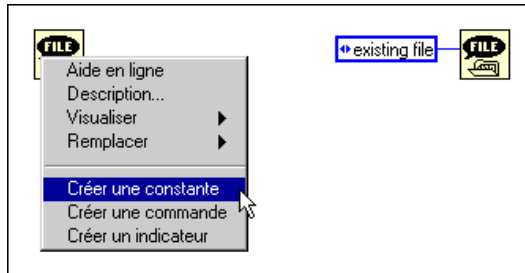 FILE
existing file
FILE
Aide en ligne
Description...
Visualiser
Remplacer
Créer une constante
Créer une commande
Créer un indicateur